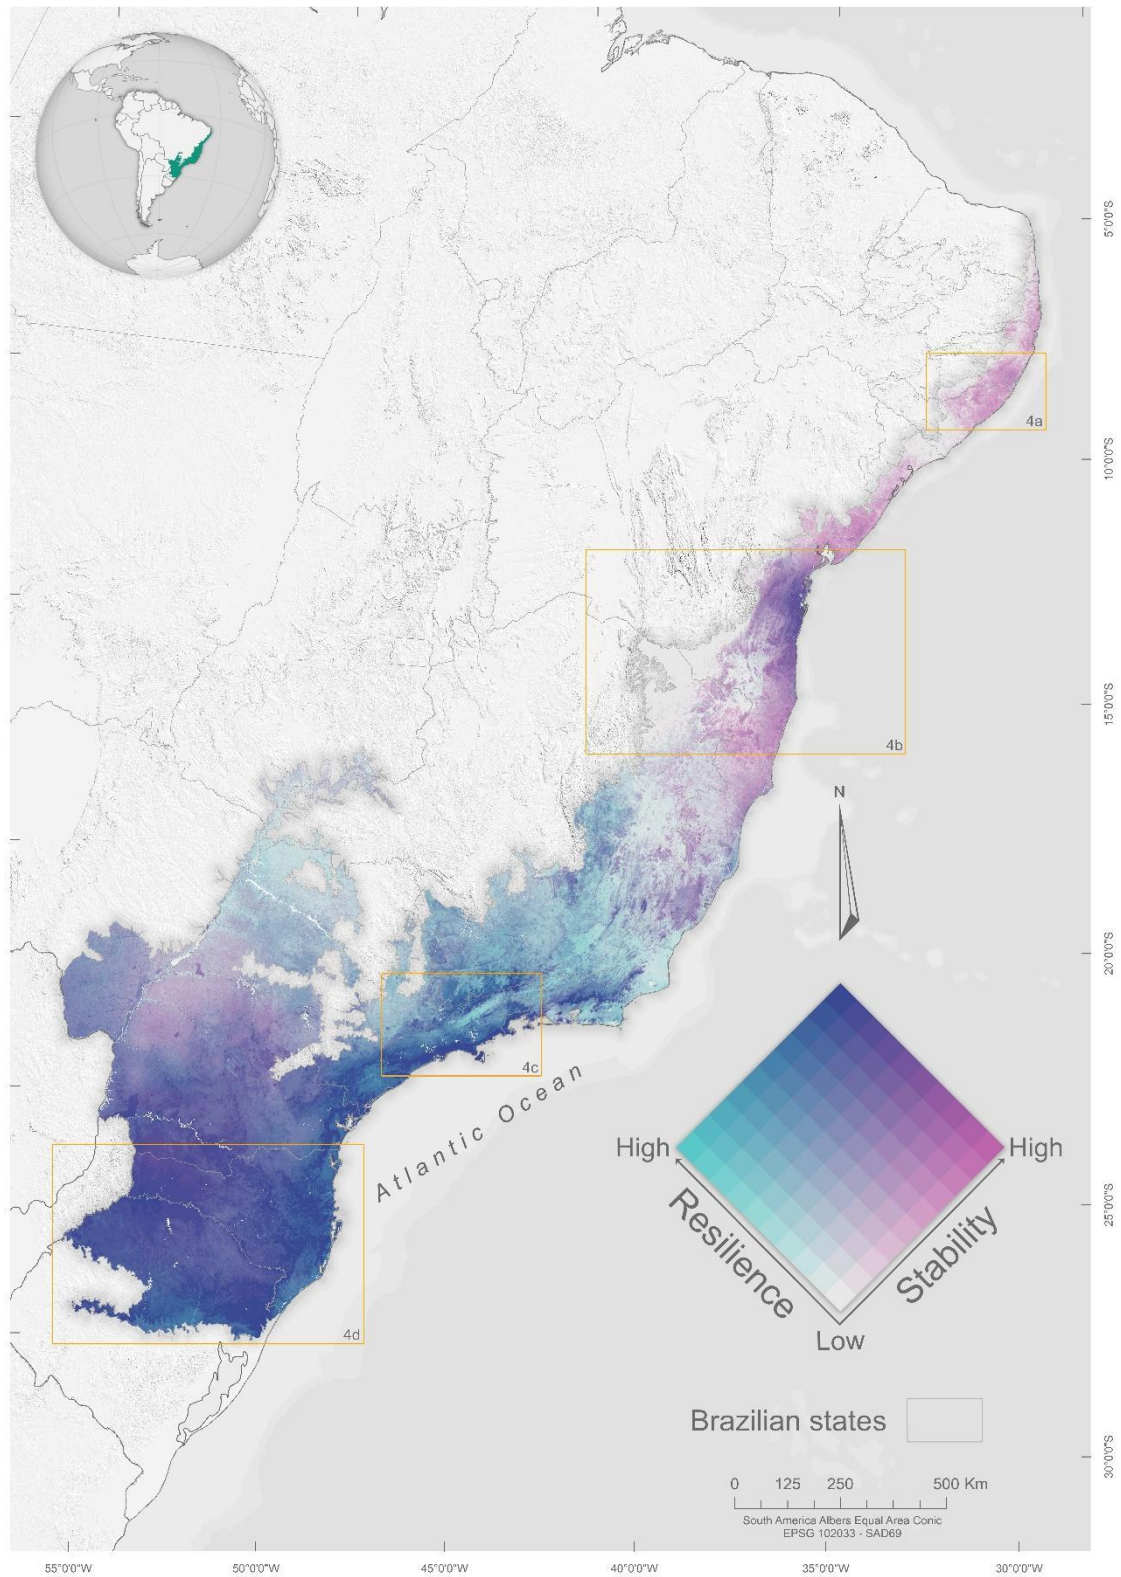 5°0'0"S
4a
10°0'0"S
4b
15°0'0"S
N
20°0'0"S
4c
Atlantic Ocean
High
High
Resilience
Stability
25°0'0"S
4d
Low
Brazilian states
30°0'0"S
0 125 250 500 Km
South America Albers Equal Area Conic
EPSG 102033 - SAD69
55°0'0"W 50°0'0"W 45°0'0"W 40°0'0"W 35°0'0"W 30°0'0"W